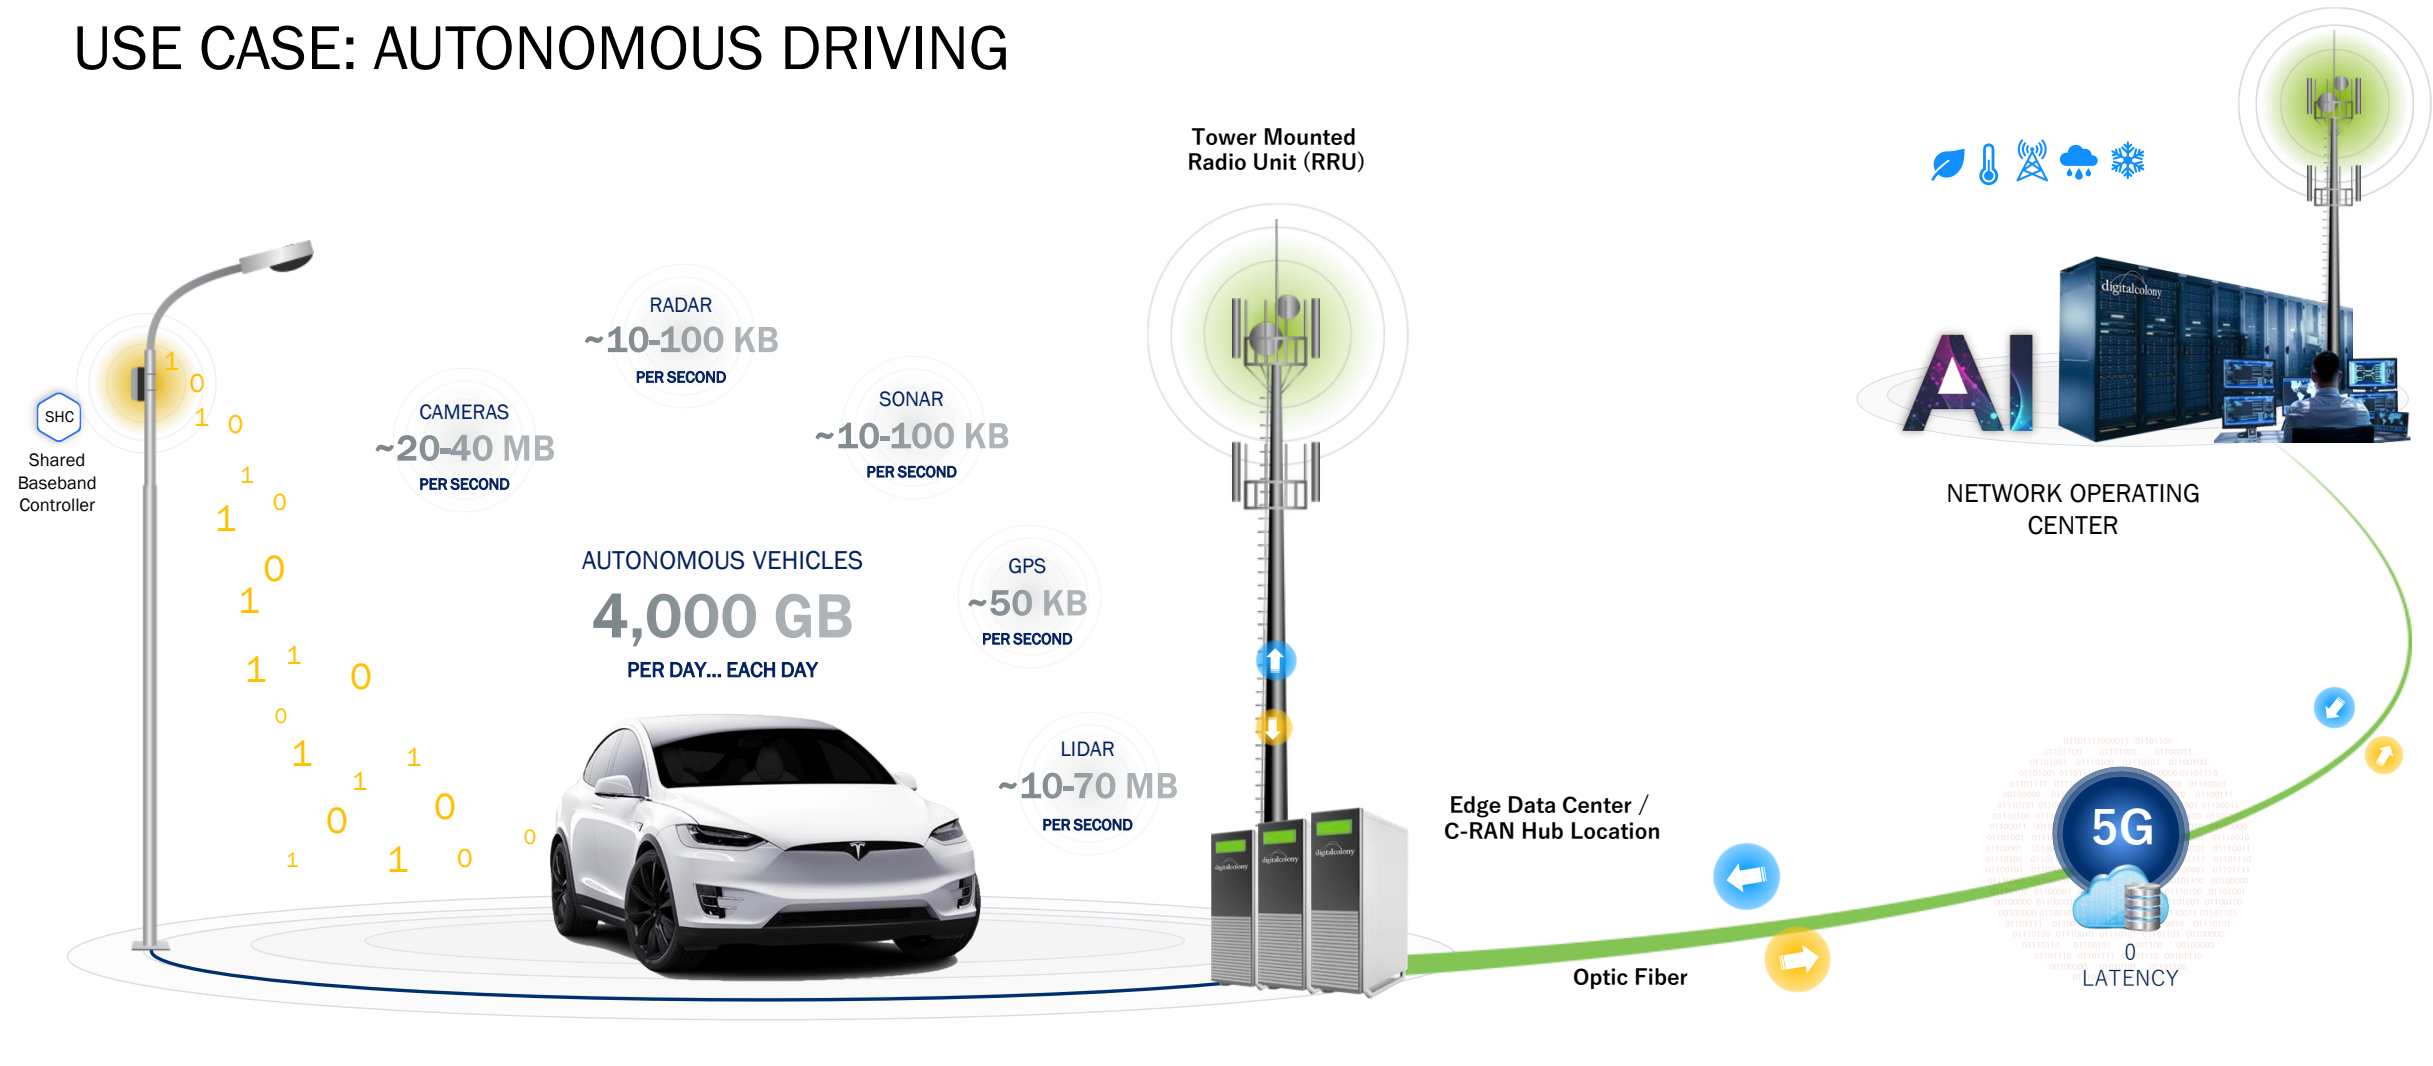 USE CASE: AUTONOMOUS DRIVING
Tower Mounted
Radio Unit (RRU)
SHC
Shared
Baseband
Controller
CAMERAS
~20-40 MB
PER SECOND
RADAR
~10-100 KB
PER SECOND
SONAR
~10-100 KB
PER SECOND
GPS
~50 KB
PER SECOND
LIDAR
~10-70 MB
PER SECOND
AUTONOMOUS VEHICLES
4,000 GB
PER DAY... EACH DAY
digitalcolony
digitalcolony
digitalcolony
Edge Data Center /
C-RAN Hub Location
Optic Fiber
5G
0
LATENCY
AI
digitalcolony
NETWORK OPERATING
CENTER